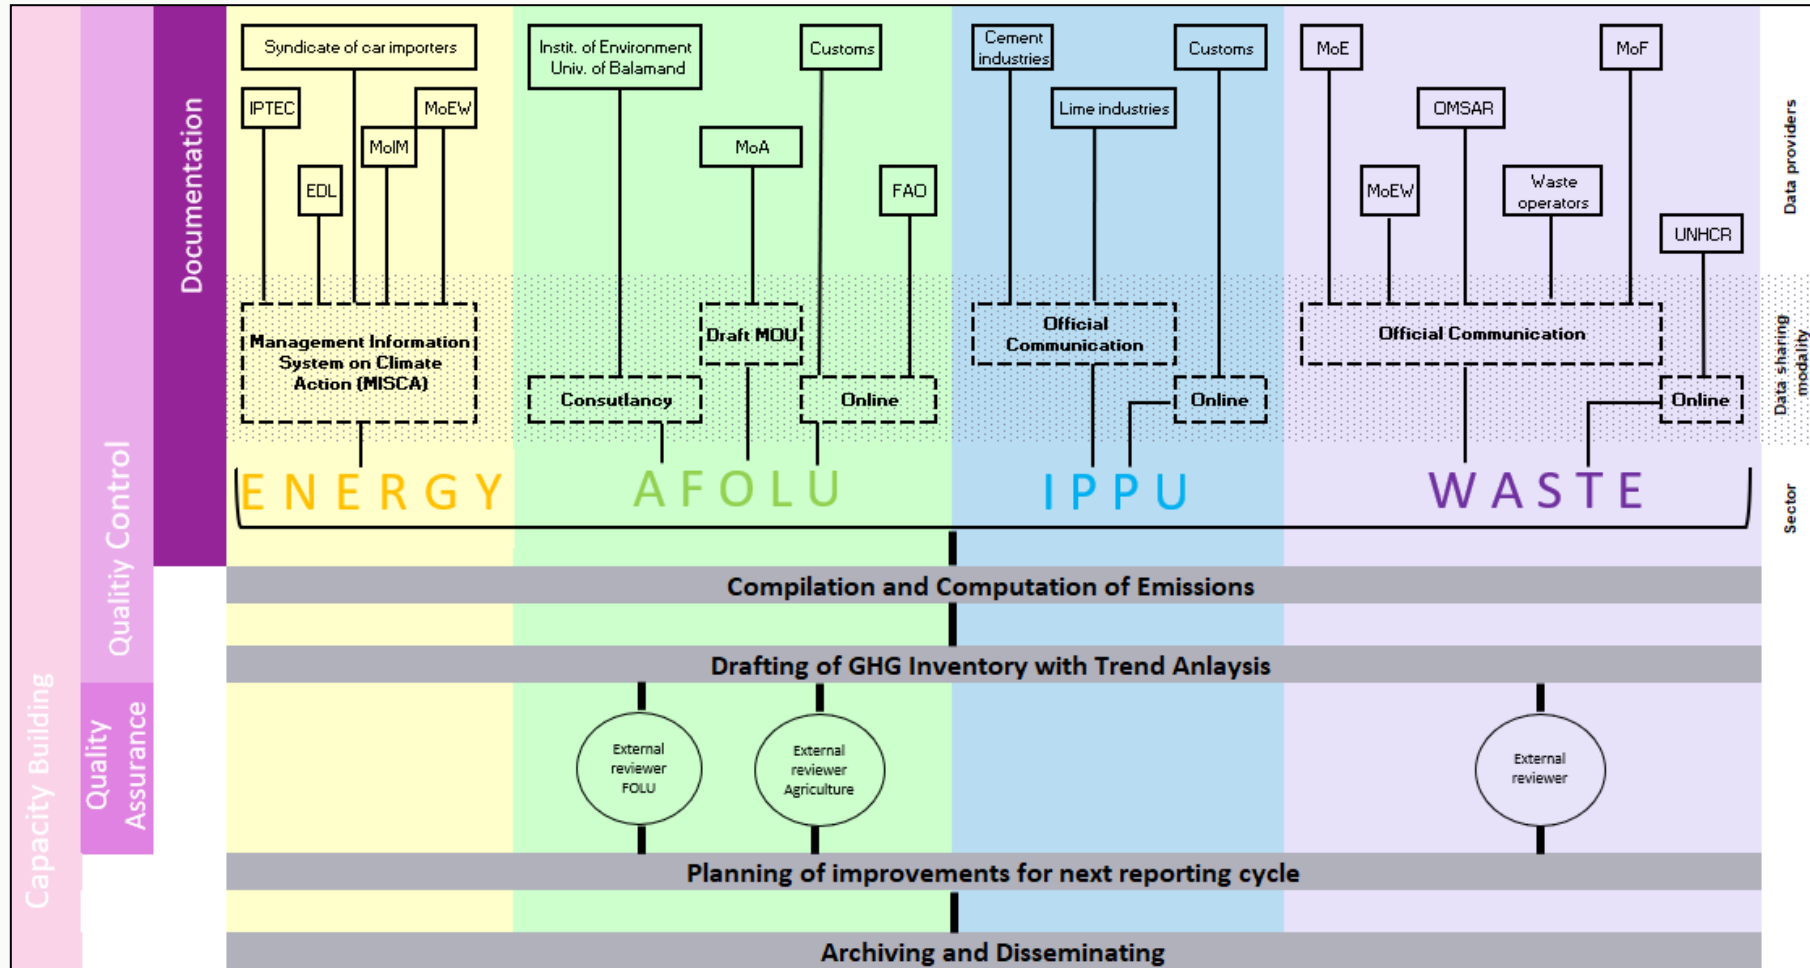 Syndicate of car importers
IPTEC
MoEW
MoIM
EDL
Management Information
System on Climate
Action (MISCA)
ENERGY
Instit. of Environment
Univ. of Balamand
Customs
MoA
FAO
Draft MOU
Consutlancy
Online
AFOLU
Cement
industries
Customs
Lime industries
Official
Communication
Online
IPPU
MoE
MoF
OMSAR
MoEW
Waste
operators
UNHCR
Official Communication
Online
WASTE
Data providers
Data sharing
modality
Sector
Documentation
Qualitiy Control
Quality
Assurance
Capacity Building
Compilation and Computation of Emissions
Drafting of GHG Inventory with Trend Anlaysis
External
reviewer
FOLU
External
reviewer
Agriculture
External
reviewer
Planning of improvements for next reporting cycle
Archiving and Disseminating